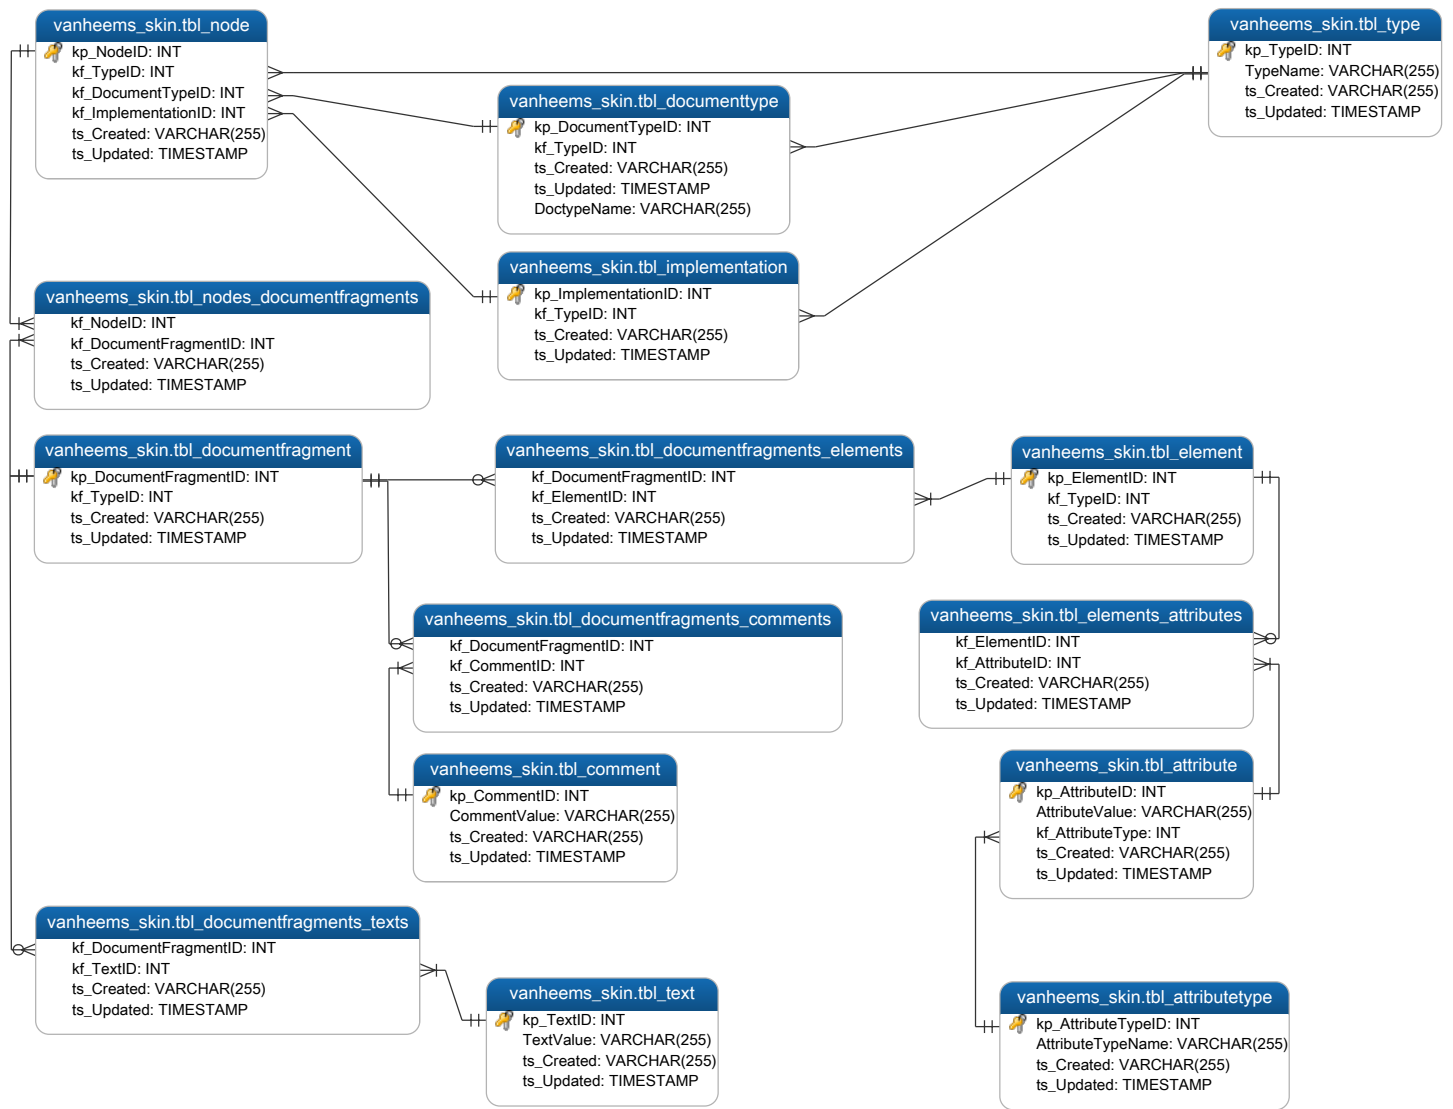 vanheems_skin.tbl_node
kp_NodeID: INT
kf_TypeID: INT
kf_DocumentTypeID: INT
kf_ImplementationID: INT
ts_Created: VARCHAR(255)
ts_Updated: TIMESTAMP
vanheems_skin.tbl_type
kp_TypeID: INT
TypeName: VARCHAR(255)
ts_Created: VARCHAR(255)
ts_Updated: TIMESTAMP
vanheems_skin.tbl_documenttype
kp_DocumentTypeID: INT
kf_TypeID: INT
ts_Created: VARCHAR(255)
ts_Updated: TIMESTAMP
DoctypeName: VARCHAR(255)
vanheems_skin.tbl_implementation
kp_ImplementationID: INT
kf_TypeID: INT
ts_Created: VARCHAR(255)
ts_Updated: TIMESTAMP
vanheems_skin.tbl_nodes_documentfragments
kf_NodeID: INT
kf_DocumentFragmentID: INT
ts_Created: VARCHAR(255)
ts_Updated: TIMESTAMP
vanheems_skin.tbl_documentfragment
kp_DocumentFragmentID: INT
kf_TypeID: INT
ts_Created: VARCHAR(255)
ts_Updated: TIMESTAMP
vanheems_skin.tbl_documentfragments_elements
kf_DocumentFragmentID: INT
kf_ElementID: INT
ts_Created: VARCHAR(255)
ts_Updated: TIMESTAMP
vanheems_skin.tbl_element
kp_ElementID: INT
kf_TypeID: INT
ts_Created: VARCHAR(255)
ts_Updated: TIMESTAMP
vanheems_skin.tbl_documentfragments_comments
kf_DocumentFragmentID: INT
kf_CommentID: INT
ts_Created: VARCHAR(255)
ts_Updated: TIMESTAMP
vanheems_skin.tbl_elements_attributes
kf_ElementID: INT
kf_AttributeID: INT
ts_Created: VARCHAR(255)
ts_Updated: TIMESTAMP
vanheems_skin.tbl_comment
kp_CommentID: INT
CommentValue: VARCHAR(255)
ts_Created: VARCHAR(255)
ts_Updated: TIMESTAMP
vanheems_skin.tbl_attribute
kp_AttributeID: INT
AttributeValue: VARCHAR(255)
kf_AttributeType: INT
ts_Created: VARCHAR(255)
ts_Updated: TIMESTAMP
vanheems_skin.tbl_documentfragments_texts
kf_DocumentFragmentID: INT
kf_TextID: INT
ts_Created: VARCHAR(255)
ts_Updated: TIMESTAMP
vanheems_skin.tbl_text
kp_TextID: INT
TextValue: VARCHAR(255)
ts_Created: VARCHAR(255)
ts_Updated: TIMESTAMP
vanheems_skin.tbl_attributetype
kp_AttributeTypeID: INT
AttributeTypeName: VARCHAR(255)
ts_Created: VARCHAR(255)
ts_Updated: TIMESTAMP